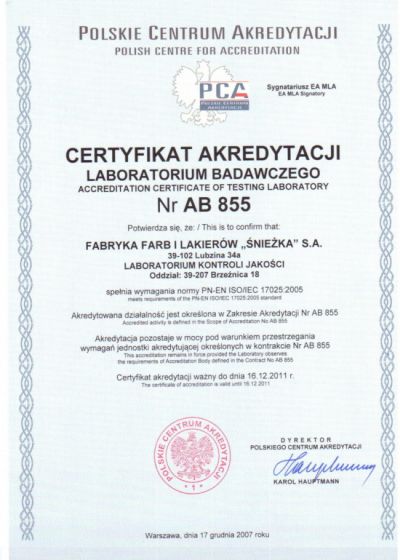 POLSKIE CENTRUM AKREDYTACJI
POLISH CENTRE FOR ACCREDITATION
PCA
POLSKIE CENTRUM
AKREDYTACJI
Sygnatariusz EA MLA
EA MLA Signatory
CERTYFIKAT AKREDYTACJI
LABORATORIUM BADAWCZEGO
ACCREDITATION CERTIFICATE OF TESTING LABORATORY
Nr AB 855
Potwierdza się, że: / This is to confirm that:
FABRYKA FARB I LAKIERÓW „ŚNIEŻKA” S.A.
39-102 Lubzina 34a
LABORATORIUM KONTROLI JAKOŚCI
Oddział: 39-207 Brzeźnica 18
spełnia wymagania normy PN-EN ISO/IEC 17025:2005
meets requirements of the PN-EN ISO/IEC 17025:2005 standard
Akredytowana działalność jest określona w Zakresie Akredytacji Nr AB 855
Accredited activity is defined in the Scope of Accreditation No AB 855
Akredytacja pozostaje w mocy pod warunkiem przestrzegania
wymagań jednostki akredytującej określonych w kontrakcie Nr AB 855
This accreditation remains in force provided the Laboratory observes
the requirements of Accreditation Body defined in the Contract No AB 855
Certyfikat akredytacji ważny do dnia 16.12.2011 r.
The certificate of accreditation is valid until 16.12.2011
POLSKIE CENTRUM AKREDYTACJI
DYREKTOR
POLSKIEGO CENTRUM AKREDYTACJI
KAROL HAUPTMANN
Warszawa, dnia 17 grudnia 2007 roku